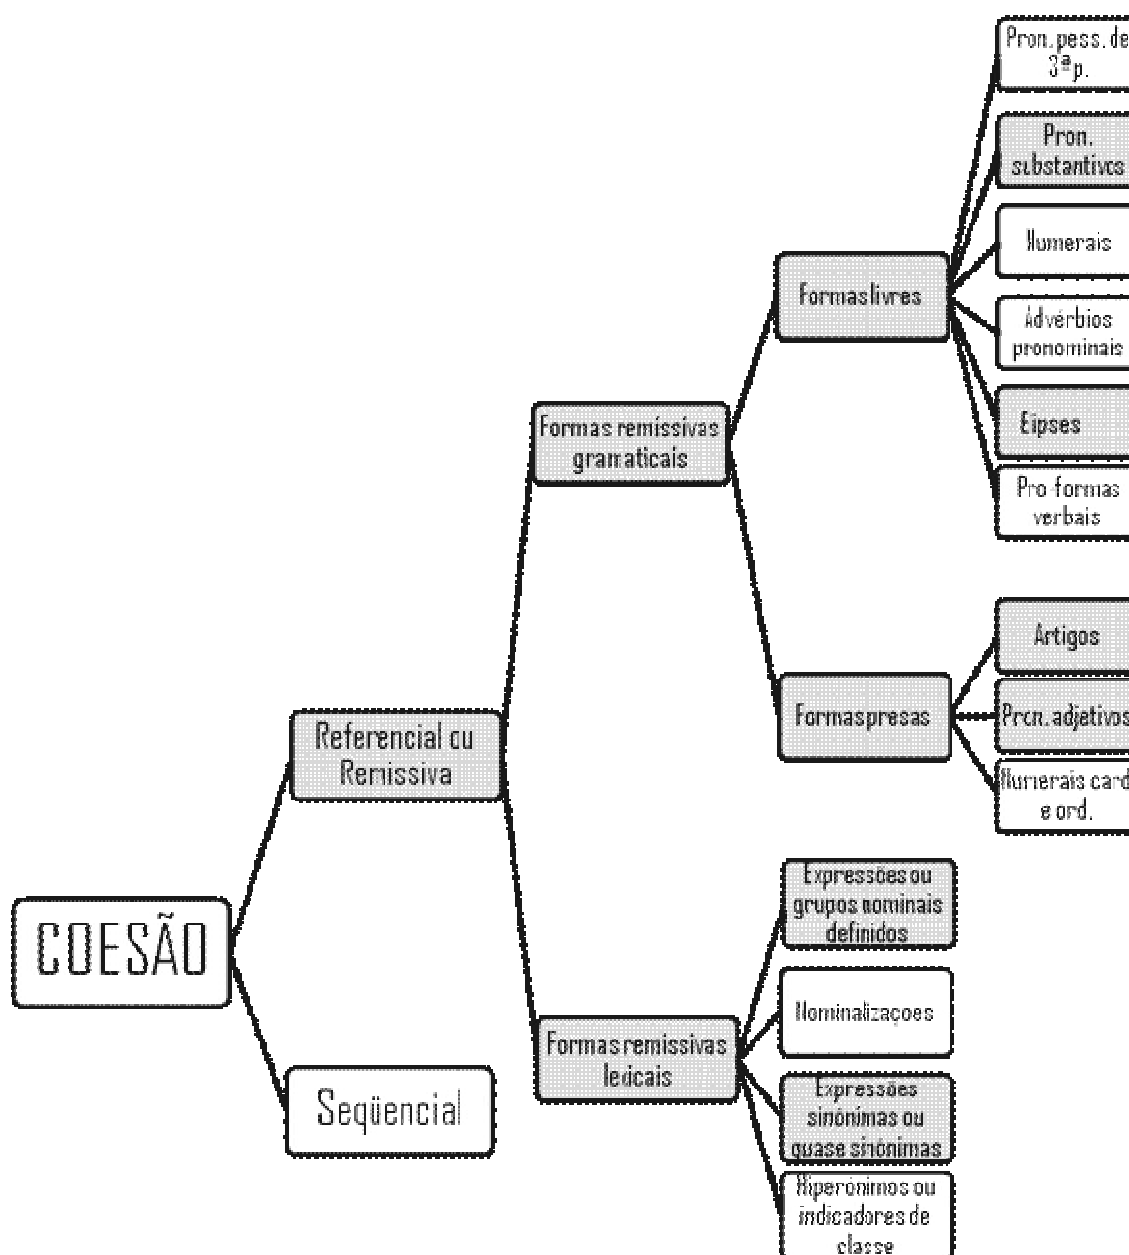 Pron. pess. de
3ª p.
Pron.
substantivos
Numerais
Advérbios
pronominais
Elipses
Pro-formas
verbais
Formas livres
Formas remissivas
gramaticais
Artigos
Pron. adjetivos
Numerais card
e ord.
Formas presas
Referencial ou
Remissiva
COESÃO
Seqüencial
Formas remissivas
lexicais
Expressões ou
grupos nominais
definidos
Nominalizações
Expressões
sinônimas ou
quase sinônimas
Hiperônimos ou
indicadores de
classe